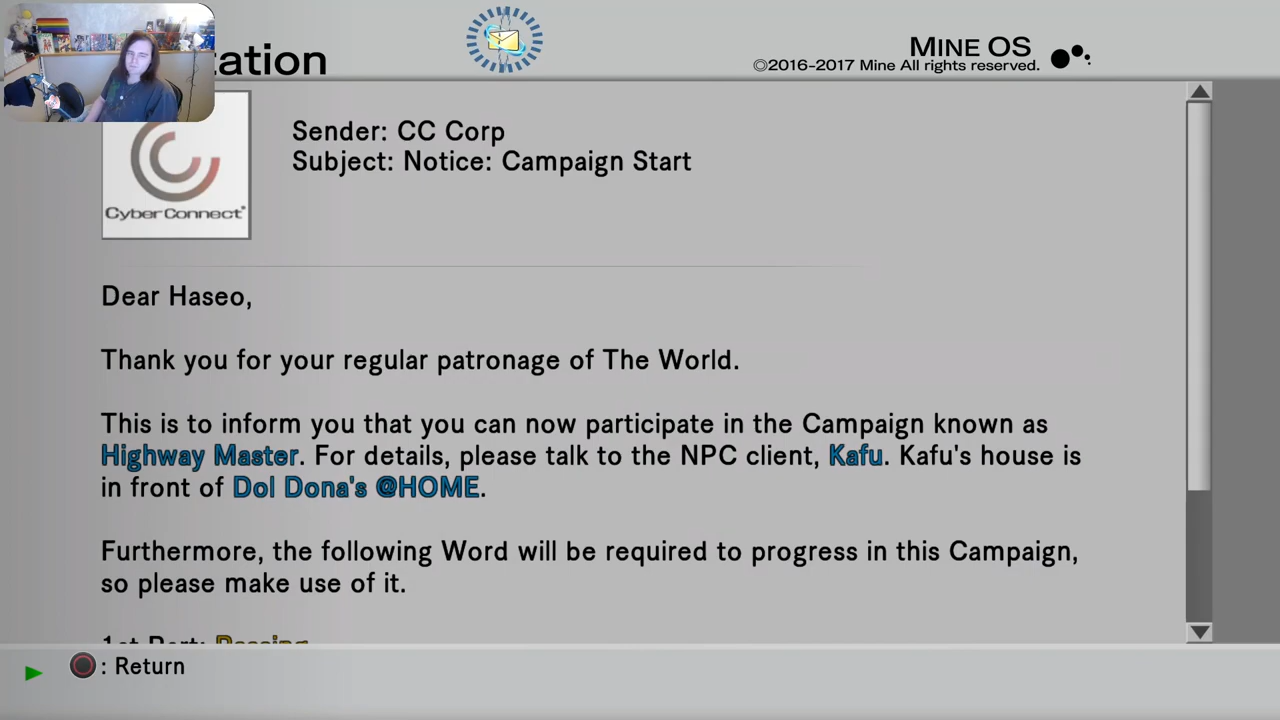 tation
MINE OS
©2016-2017 Mine All rights reserved.
CyberConnect
Sender: CC Corp
Subject: Notice: Campaign Start
Dear Haseo,
Thank you for your regular patronage of The World.
This is to inform you that you can now participate in the Campaign known as
Highway Master. For details, please talk to the NPC client, Kafu. Kafu's house is
in front of Dol Dona's @HOME.
Furthermore, the following Word will be required to progress in this Campaign,
so please make use of it.
1st Part: Passing
: Return